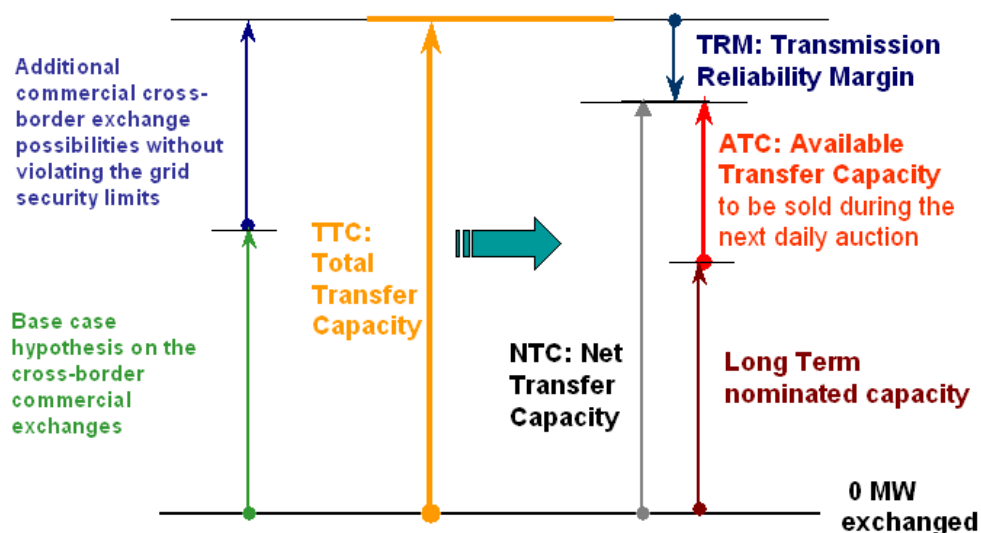 Additional
commercial cross-
border exchange
possibilities without
violating the grid
security limits
Base case
hypothesis on the
cross-border
commercial
exchanges
TTC:
Total
Transfer
Capacity
NTC: Net
Transfer
Capacity
TRM: Transmission
Reliability Margin
ATC: Available
Transfer Capacity
to be sold during the
next daily auction
Long Term
nominated capacity
0 MW
exchanged